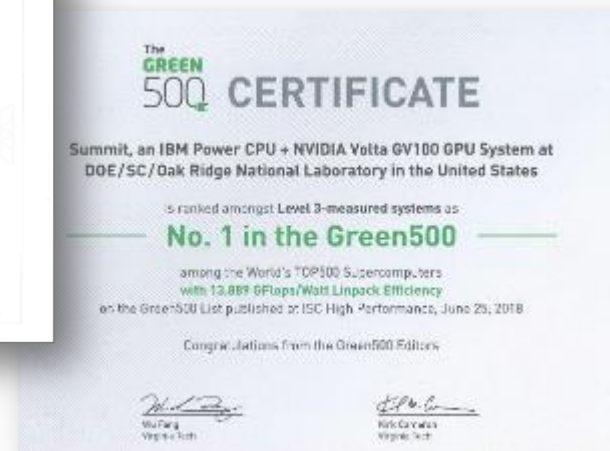 The
GREEN
500 CERTIFICATE
Summit, an IBM Power CPU + NVIDIA Volta GV100 GPU System at
DOE/SC/Oak Ridge National Laboratory in the United States
is ranked amongst Level 3-measured systems as
No. 1 in the Green500
among the World's TOP500 Supercomputers
with 13.889 GFlops/Watt Linpack Efficiency
on the Green500 List published at ISC High Performance, June 25, 2018
Congratulations from the Green500 Editors
Wu Feng
Virginia Tech
Kirk Cameron
Virginia Tech